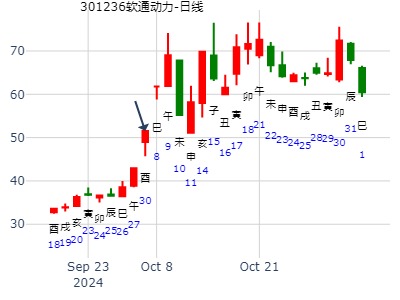 301236软通动力-日线
70
60
50
40
30
酉 戌 亥 寅 卯 辰 巳 午 酉 巳 午 未 申 亥 子 丑 寅 卯 午 未 申 酉 戌 丑 寅 卯 辰 巳
18 19 20 23 24 25 26 27 30 8 9 10 11 14 15 16 17 18 21 22 23 24 25 28 29 30 31 1
Sep 23 Oct 8 Oct 21
2024